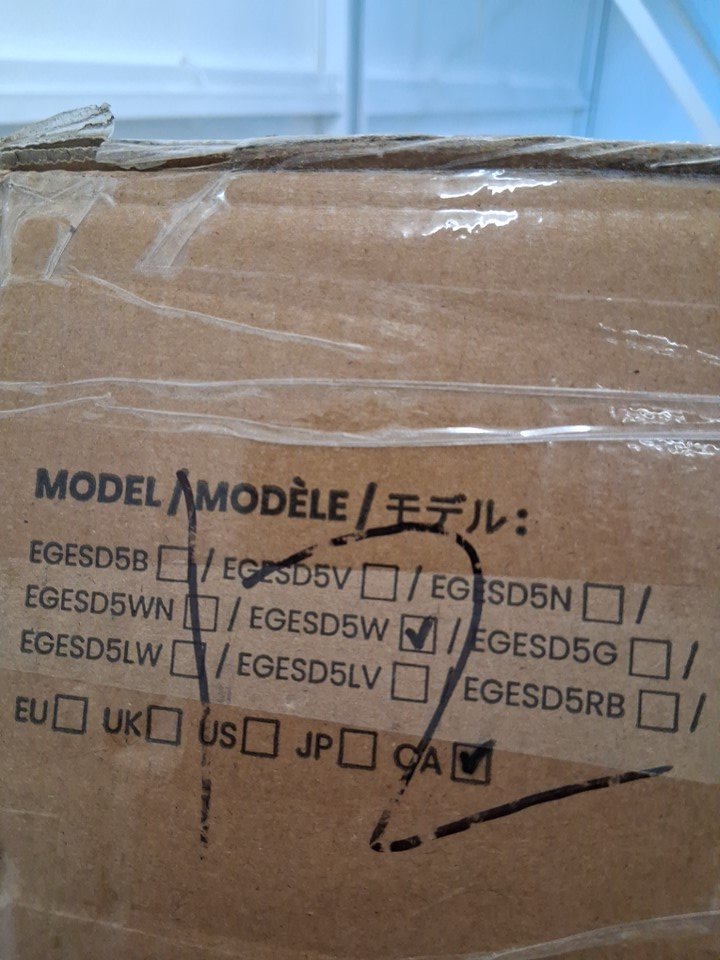 MODEL / MODÈLE / モデル:
EGESD5B ☐ / EGESD5V ☐ / EGESD5N ☐ /
EGESD5WN ☐ / EGESD5W ☑ / EGESD5G ☐ /
EGESD5LW ☐ / EGESD5LV ☐ / EGESD5RB ☐ /
EU ☐ UK ☐ US ☐ JP ☐ CA ☑
12